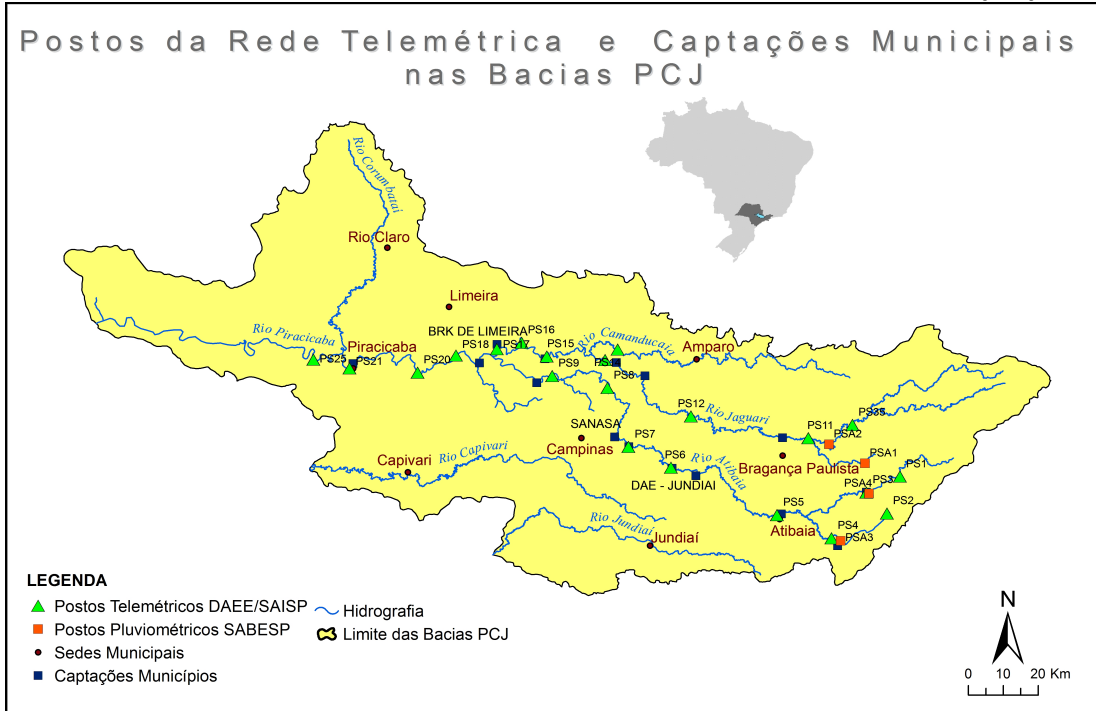 Postos da Rede Telemétrica e Captações Municipais
nas Bacias PCJ
Rio Corumbataí
Rio Claro
Limeira
BRK DE LIMEIRA
PS16
PS18
PS15
Rio Camanducaia
Rio Piracicaba
Piracicaba
PS25
PS21
PS20
PS9
PS8
Amparo
PS12
Rio Jaguari
PS11
PSA2
SANASA
PS7
Campinas
Rio Capivari
Capivari
PS6
Rio Atibaia
DAE - JUNDIAI
Bragança Paulista
PSA1
PS1
PSA4
PS3
PS2
PS5
Atibaia
PS4
PSA3
Rio Jundiaí
Jundiaí
LEGENDA
Postos Telemétricos DAEE/SAISP
Hidrografia
Postos Pluviométricos SABESP
Limite das Bacias PCJ
Sedes Municipais
Captações Municípios
N
0 10 20 Km